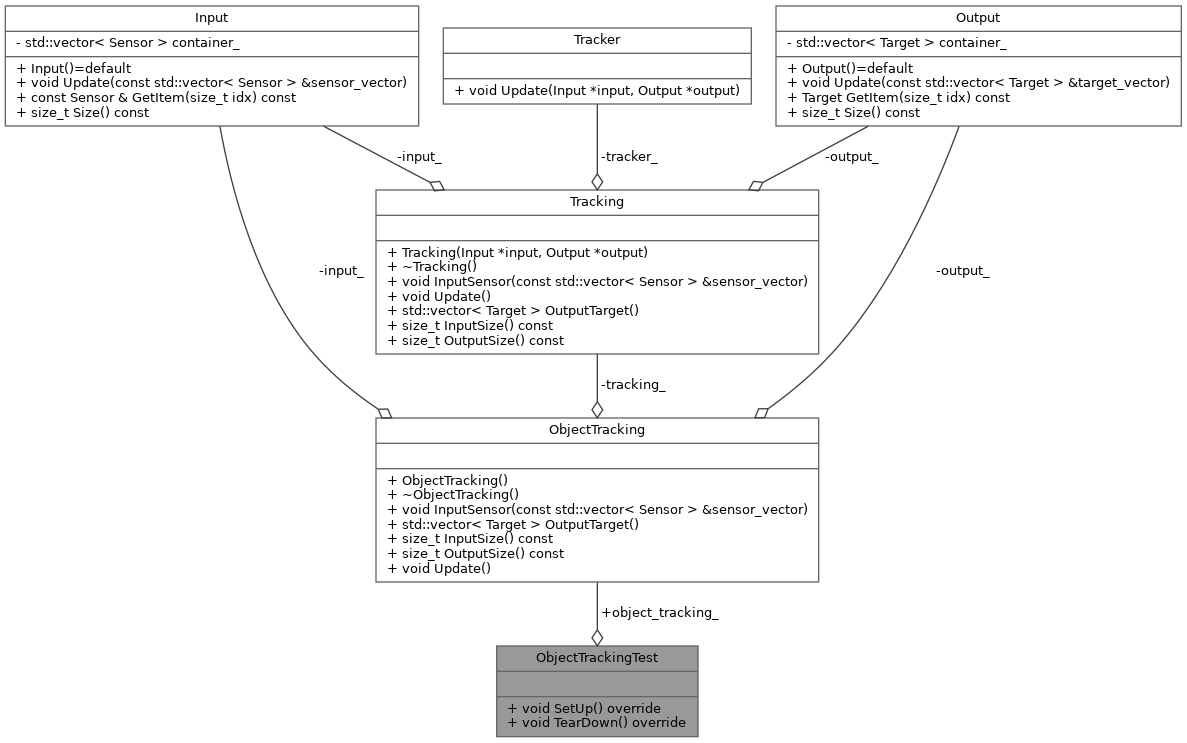 Input
- std::vector< Sensor > container_
+ Input()=default
+ void Update(const std::vector< Sensor > &sensor_vector)
+ const Sensor & GetItem(size_t idx) const
+ size_t Size() const
Tracker
+ void Update(Input *input, Output *output)
Output
- std::vector< Target > container_
+ Output()=default
+ void Update(const std::vector< Target > &target_vector)
+ Target GetItem(size_t idx) const
+ size_t Size() const
-input_
-tracker_
-output_
Tracking
+ Tracking(Input *input, Output *output)
+ ~Tracking()
+ void InputSensor(const std::vector< Sensor > &sensor_vector)
+ void Update()
+ std::vector< Target > OutputTarget()
+ size_t InputSize() const
+ size_t OutputSize() const
-input_
-output_
-tracking_
ObjectTracking
+ ObjectTracking()
+ ~ObjectTracking()
+ void InputSensor(const std::vector< Sensor > &sensor_vector)
+ std::vector< Target > OutputTarget()
+ size_t InputSize() const
+ size_t OutputSize() const
+ void Update()
+object_tracking_
ObjectTrackingTest
+ void SetUp() override
+ void TearDown() override